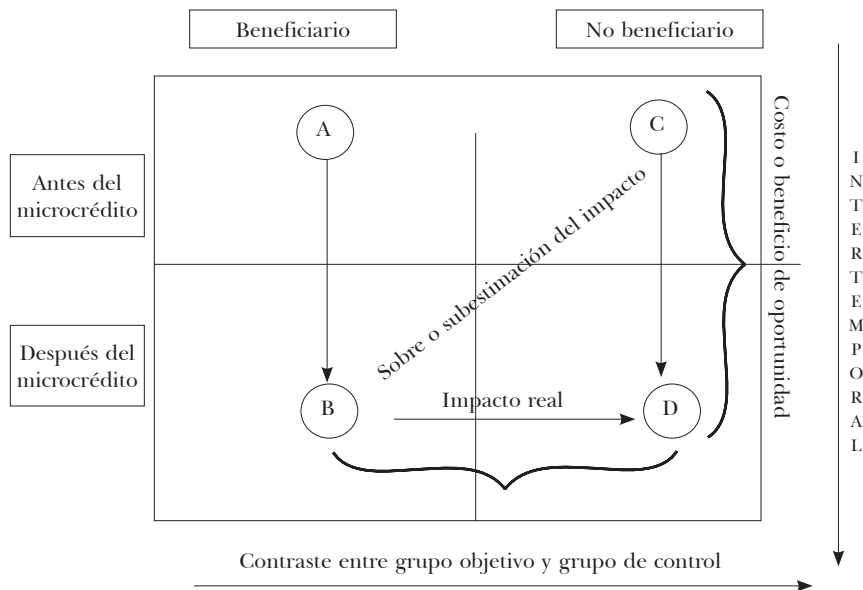 Beneficiario
No beneficiario
A
C
Antes del
microcrédito
Costo o beneficio de oportunidad
INTERTEMPORAL
Sobre o subestimación del impacto
Después del
microcrédito
B
Impacto real
D
Contraste entre grupo objetivo y grupo de control